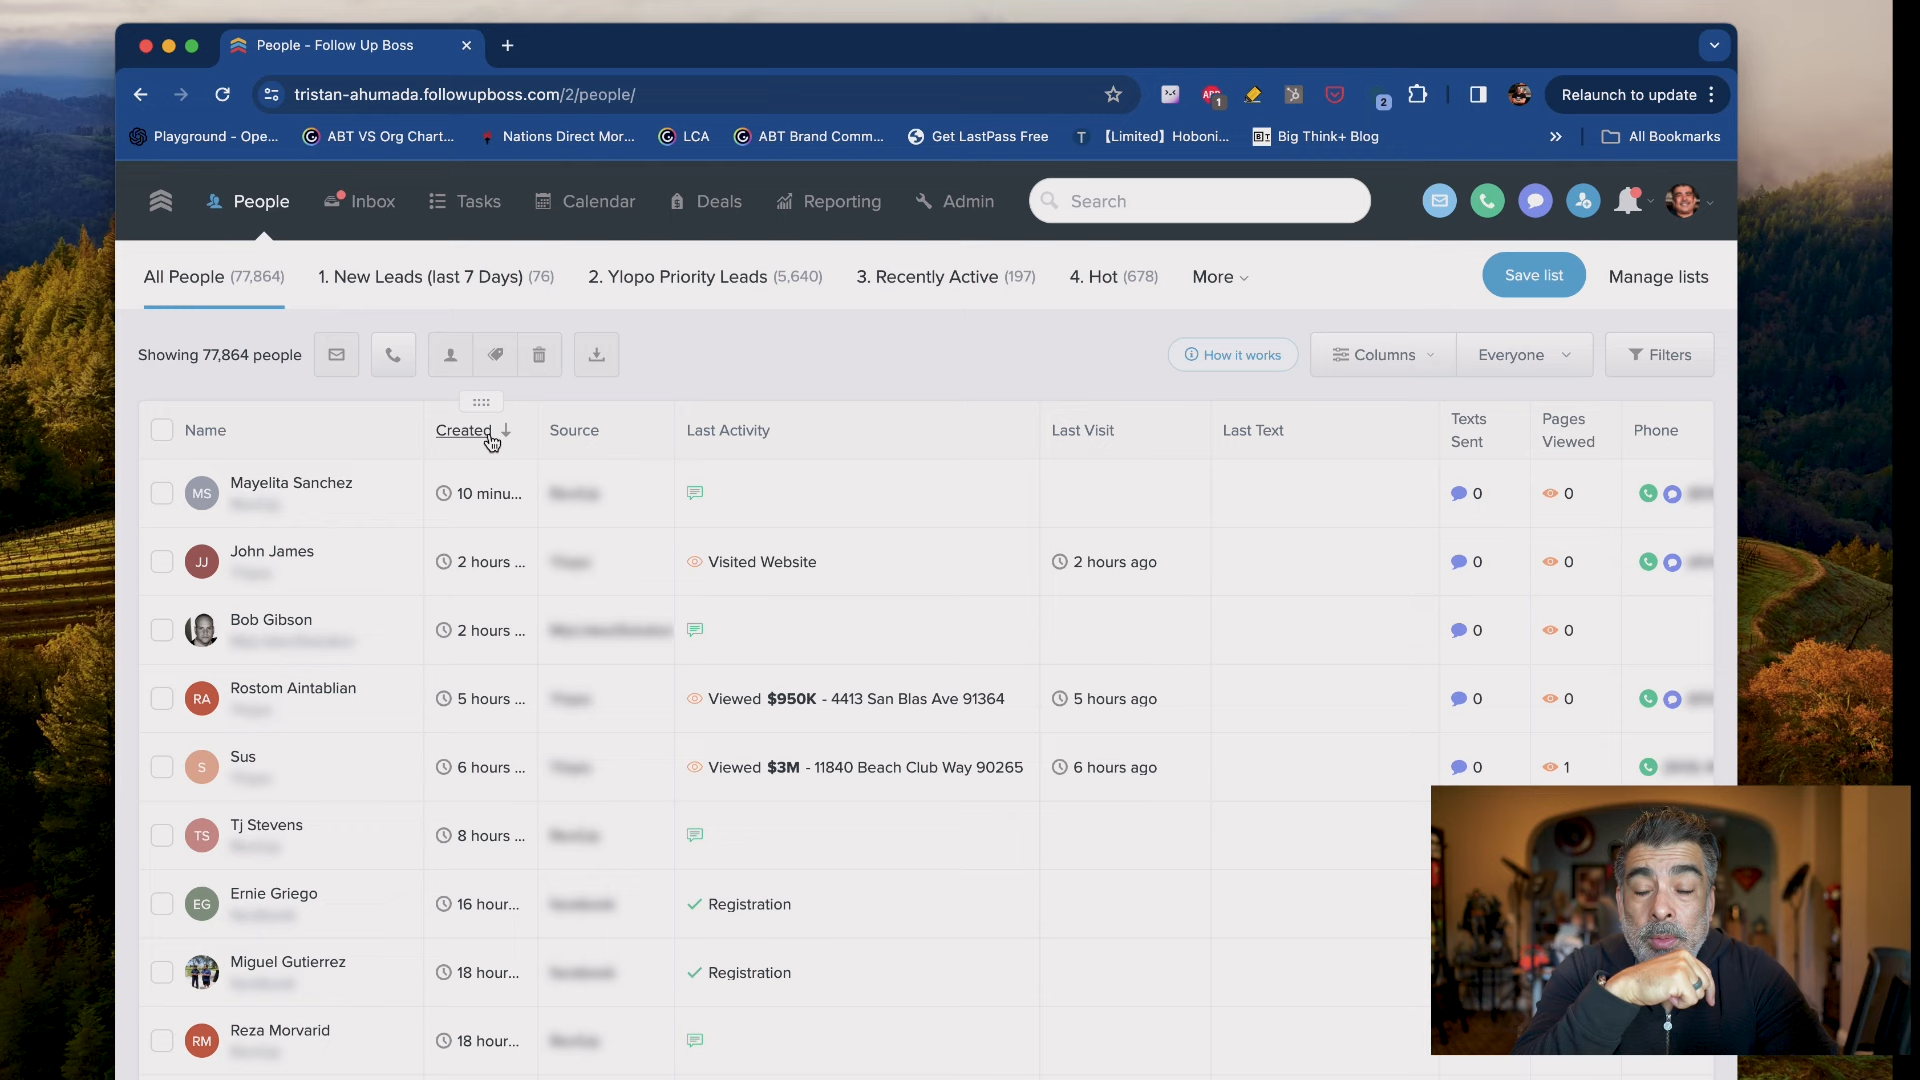 People - Follow Up Boss
tristan-ahumada.followupboss.com/2/people/
ABP
1
2
Relaunch to update
Playground - Ope...
ABT VS Org Chart...
Nations Direct Mor...
LCA
ABT Brand Comm...
Get LastPass Free
T
【Limited】Hoboni...
BT
Big Think+ Blog
All Bookmarks
People
Inbox
Tasks
Calendar
Deals
Reporting
Admin
Search
All People (77,864)
1. New Leads (last 7 Days) (76)
2. Ylopo Priority Leads (5,640)
3. Recently Active (197)
4. Hot (678)
More
Save list
Manage lists
Showing 77,864 people
How it works
Columns
Everyone
Filters
Name
Created
Source
Last Activity
Last Visit
Last Text
Texts
Sent
Pages
Viewed
Phone
MS
Mayelita Sanchez
10 minu...
0
0
JJ
John James
2 hours ...
Visited Website
2 hours ago
0
0
Bob Gibson
2 hours ...
0
0
RA
Rostom Aintablian
5 hours ...
Viewed $950K - 4413 San Blas Ave 91364
5 hours ago
0
0
S
Sus
6 hours ...
Viewed $3M - 11840 Beach Club Way 90265
6 hours ago
0
1
TS
Tj Stevens
8 hours ...
EG
Ernie Griego
16 hour...
Registration
Miguel Gutierrez
18 hour...
Registration
RM
Reza Morvarid
18 hour...